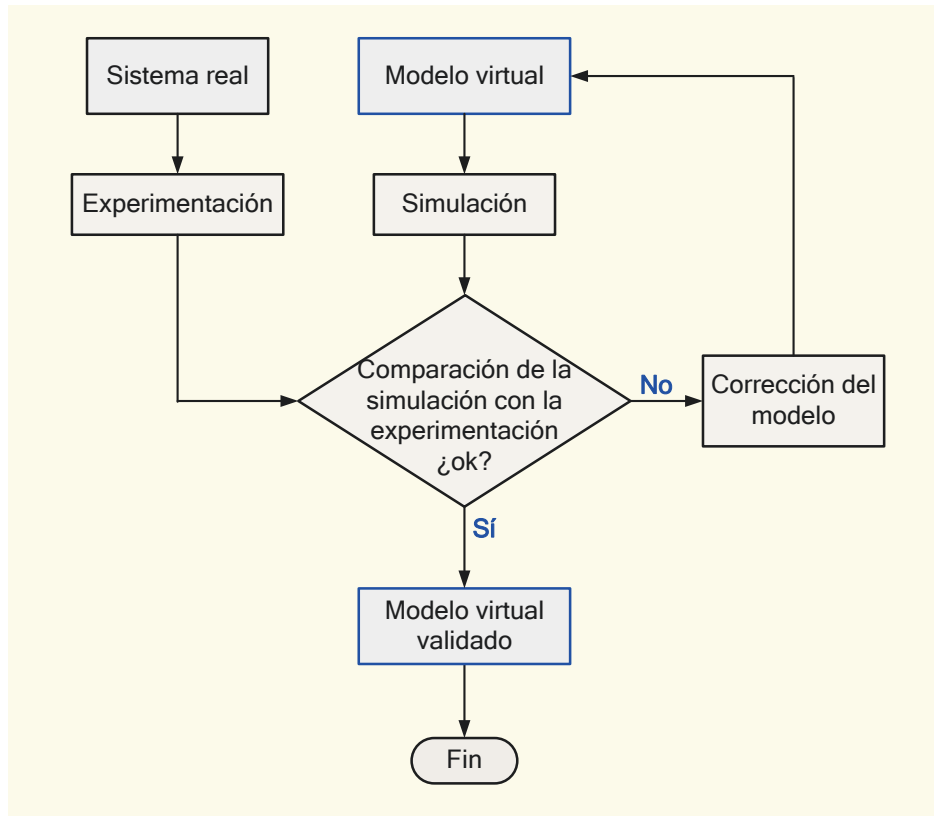 Sistema real
Modelo virtual
Experimentación
Simulación
Comparación de la
simulación con la
experimentación
¿ok?
No
Corrección del
modelo
Sí
Modelo virtual
validado
Fin